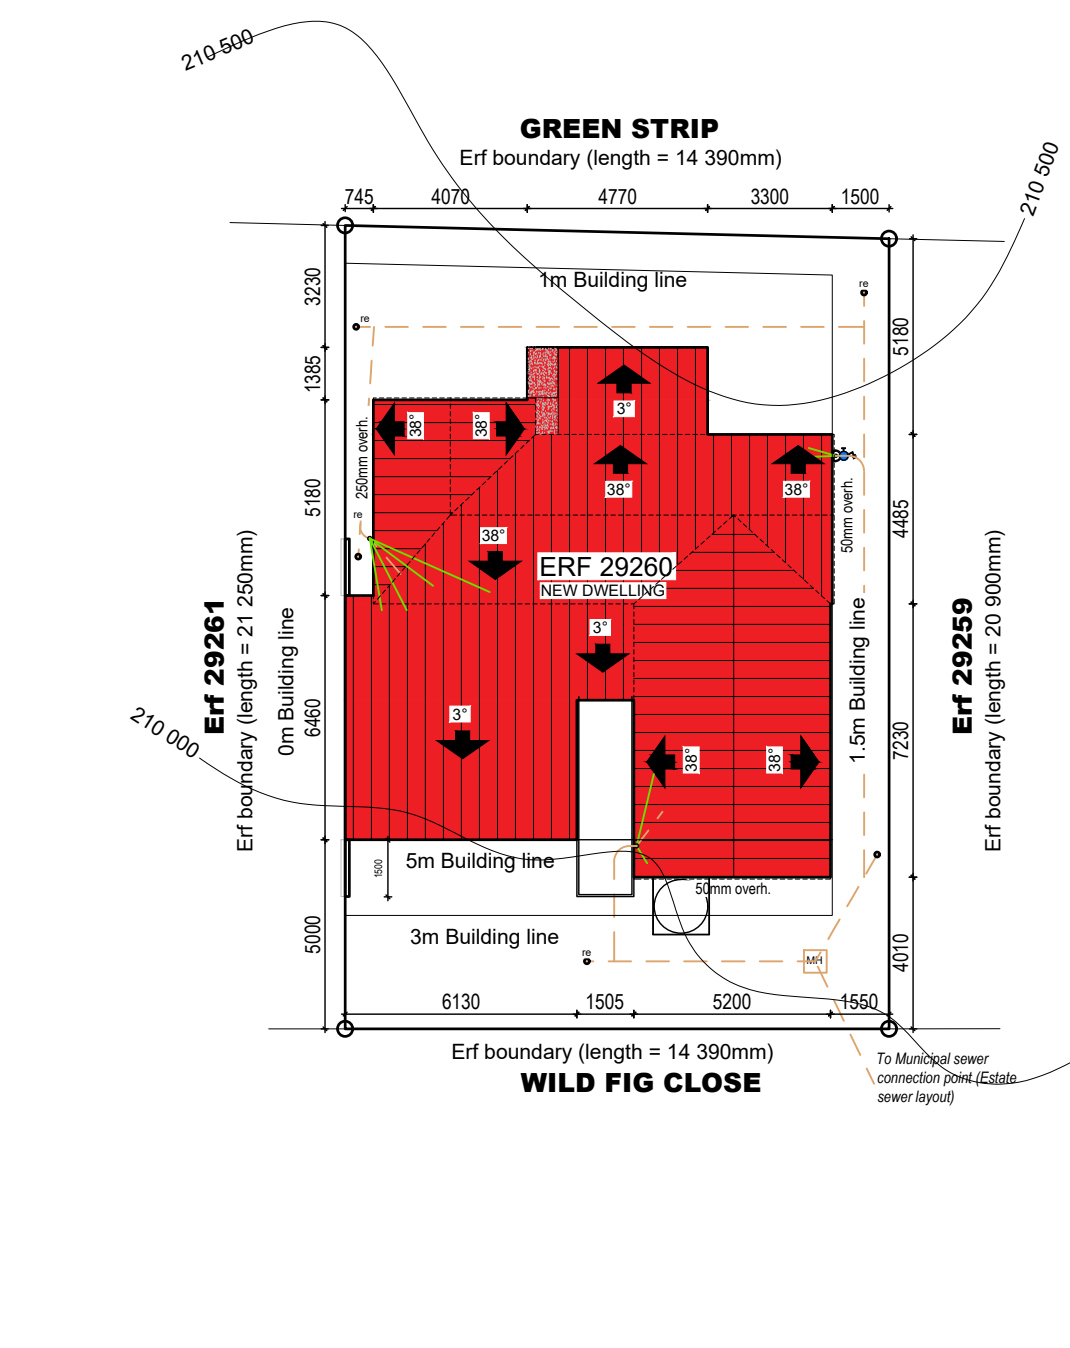 210 500
GREEN STRIP
Erf boundary (length = 14 390mm)
210 500
745
4070
4770
3300
1500
3230
1m Building line
re
re
5180
1385
3°
38°
38°
250mm overh.
38°
38°
5180
re
38°
50mm overh.
4485
ERF 29260
NEW DWELLING
Erf 29261
Erf boundary (length = 21 250mm)
0m Building line
3°
1.5m Building line
Erf 29259
Erf boundary (length = 20 900mm)
210 000
6460
3°
38°
38°
7230
5m Building line
1500
50mm overh.
5000
3m Building line
re
MH
4010
6130
1505
5200
1550
Erf boundary (length = 14 390mm)
WILD FIG CLOSE
To Municipal sewer
connection point (Estate
sewer layout)